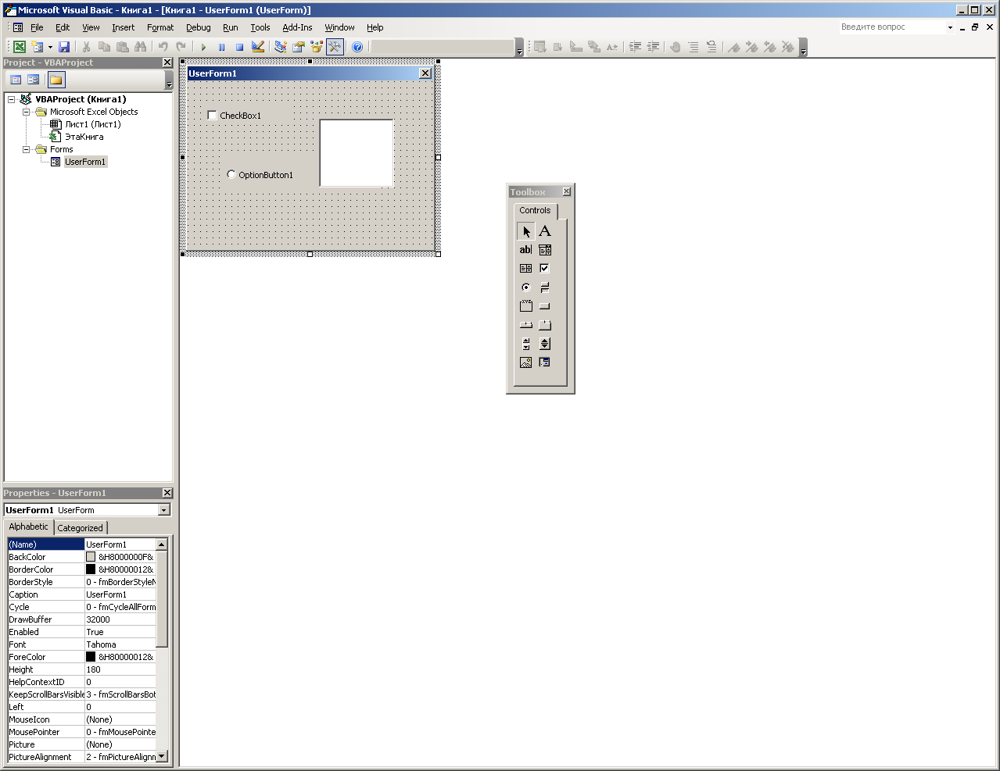 Microsoft Visual Basic - Книга1 - [Книга1 - UserForm1 (UserForm)]
File Edit View Insert Format Debug Run Tools Add-Ins Window Help
Введите вопрос
Project - VBAProject
VBAProject (Книга1)
Microsoft Excel Objects
Лист1 (Лист1)
ЭтаКнига
Forms
UserForm1
UserForm1
CheckBox1
OptionButton1
Toolbox
Controls
A
ab|
xyz
Properties - UserForm1
UserForm1 UserForm
Alphabetic Categorized
(Name) UserForm1
BackColor &H8000000F&
BorderColor &H80000012&
BorderStyle 0 - fmBorderStyleN
Caption UserForm1
Cycle 0 - fmCycleAllForm
DrawBuffer 32000
Enabled True
Font Tahoma
ForeColor &H80000012&
Height 180
HelpContextID 0
KeepScrollBarsVisible 3 - fmScrollBarsBot
Left 0
MouseIcon (None)
MousePointer 0 - fmMousePointe
Picture (None)
PictureAlignment 2 - fmPictureAlignn